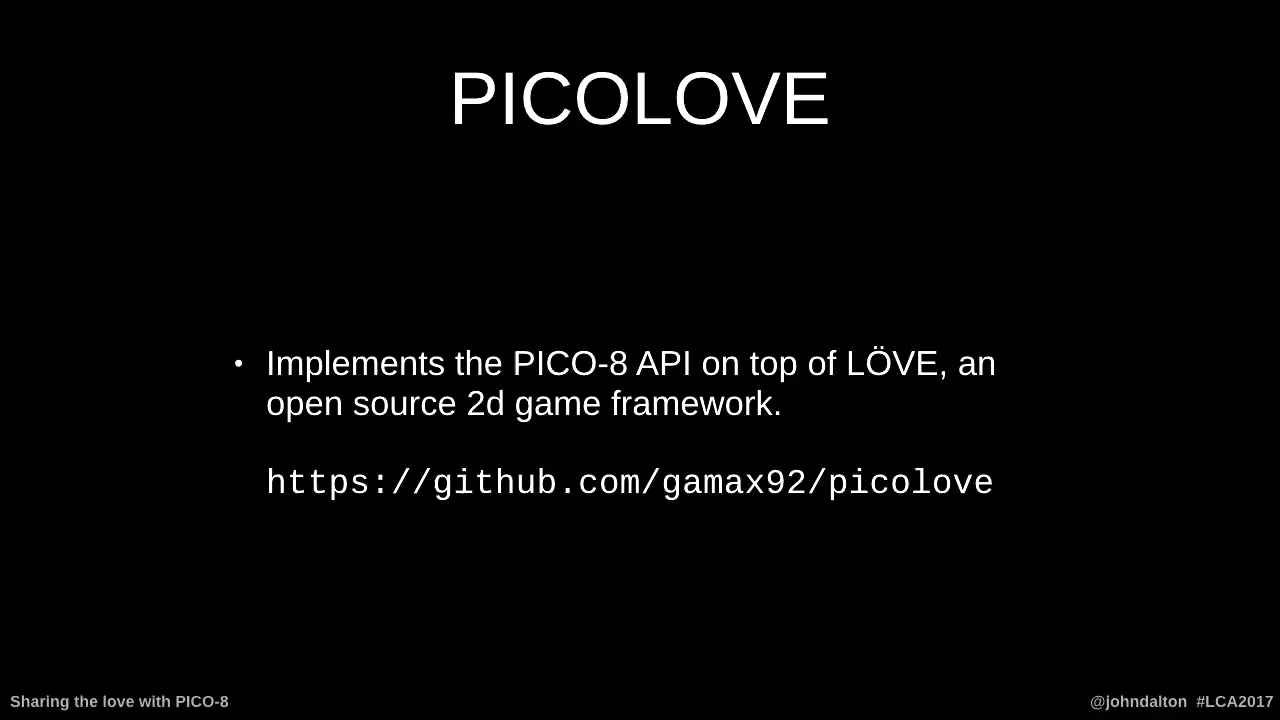 PICOLOVE
• Implements the PICO-8 API on top of LÖVE, an
open source 2d game framework.
https://github.com/gamax92/picolove
Sharing the love with PICO-8
@johndalton #LCA2017